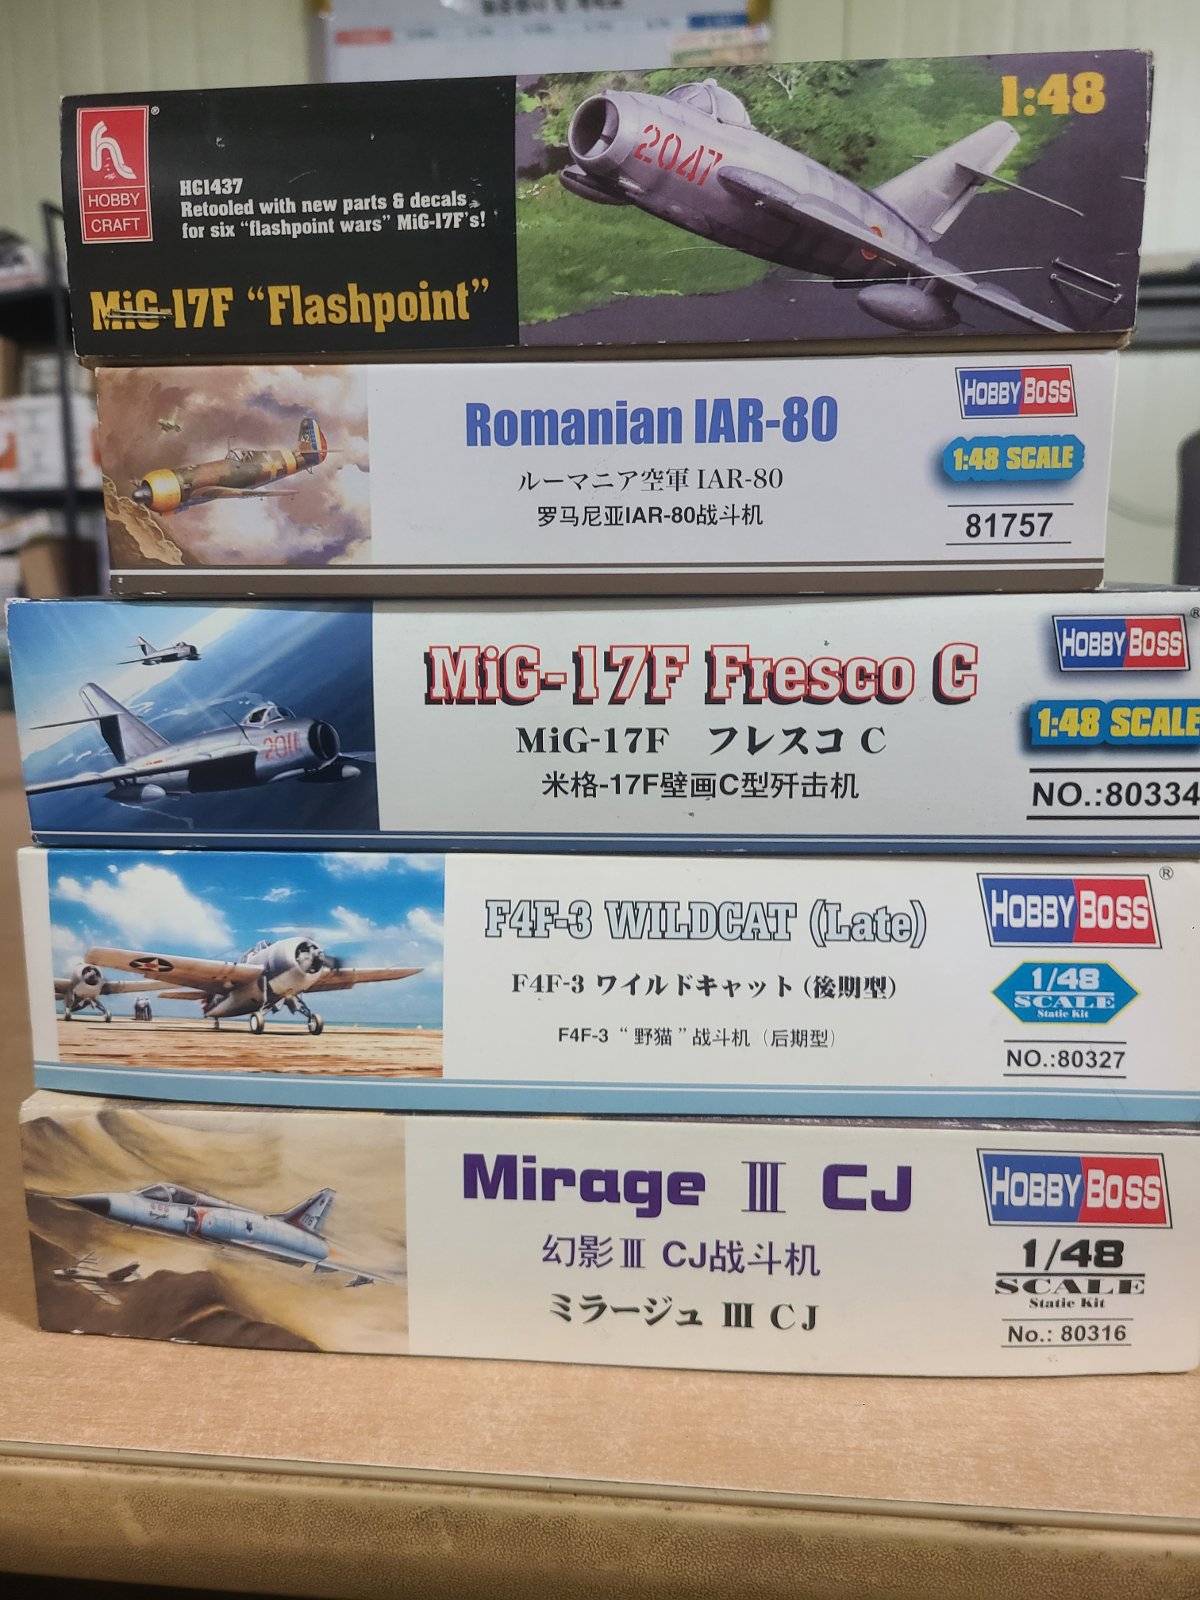 1:48
h
HOBBY
CRAFT
®
HC1437
Retooled with new parts & decals
for six "flashpoint wars" MiG-17F's!
MiG-17F "Flashpoint"
2047
Romanian IAR-80
ルーマニア空軍 IAR-80
罗马尼亚IAR-80战斗机
HOBBY BOSS
1:48 SCALE
81757
42
MiG-17F Fresco C
MiG-17F フレスコ C
米格-17F壁画C型歼击机
HOBBY BOSS®
1:48 SCALE
NO.:80334
2011
F4F-3 WILDCAT (Late)
F4F-3 ワイルドキャット (後期型)
F4F-3 “野猫”战斗机 (后期型)
HOBBY BOSS®
1/48
SCALE
Static Kit
NO.:80327
Mirage III CJ
幻影III CJ战斗机
ミラージュ III CJ
HOBBY BOSS
1/48
SCALE
Static Kit
No.: 80316